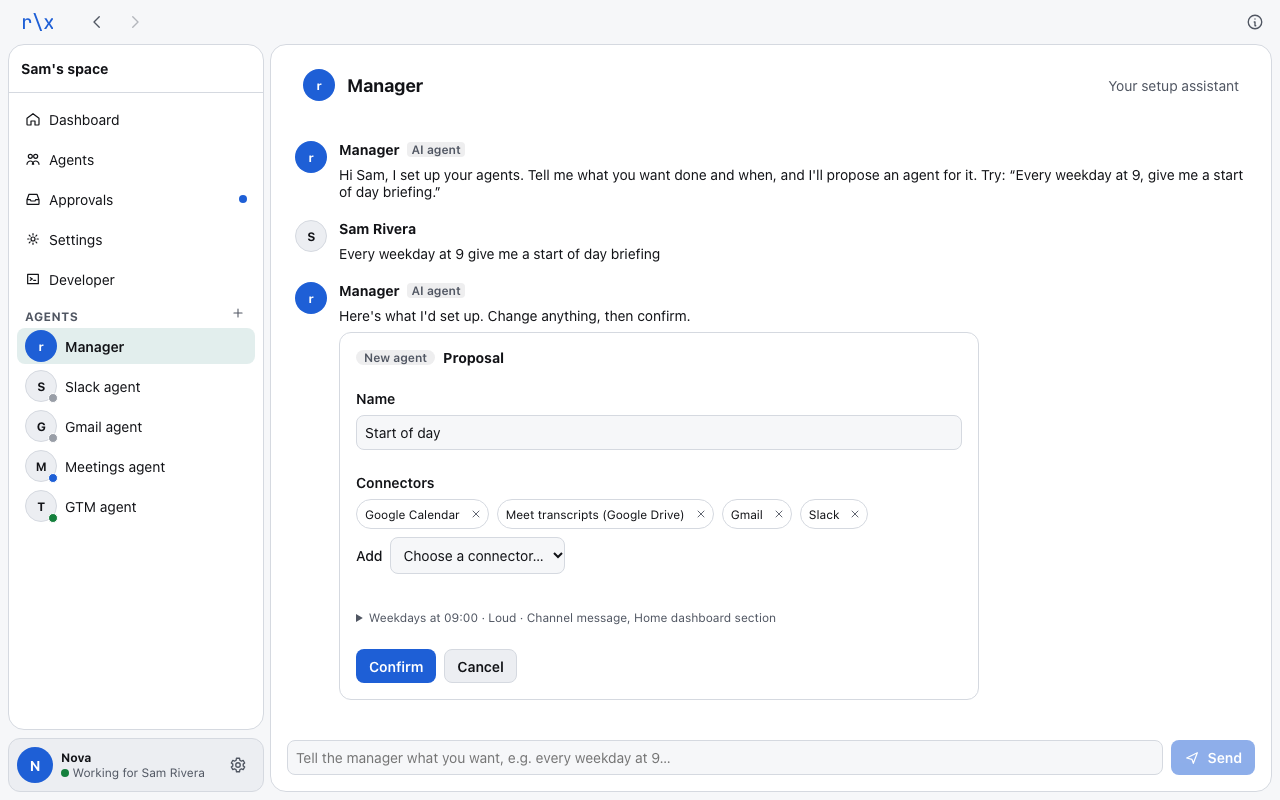 r\x
Sam's space
Dashboard
Agents
Approvals
Settings
Developer
AGENTS
r Manager
S Slack agent
G Gmail agent
M Meetings agent
T GTM agent
N Nova
Working for Sam Rivera
r Manager
Your setup assistant
r Manager AI agent
Hi Sam, I set up your agents. Tell me what you want done and when, and I'll propose an agent for it. Try: “Every weekday at 9, give me a start
of day briefing.”
S Sam Rivera
Every weekday at 9 give me a start of day briefing
r Manager AI agent
Here's what I'd set up. Change anything, then confirm.
New agent Proposal
Name
Start of day
Connectors
Google Calendar × Meet transcripts (Google Drive) × Gmail × Slack ×
Add Choose a connector...
Weekdays at 09:00 · Loud · Channel message, Home dashboard section
Confirm Cancel
Tell the manager what you want, e.g. every weekday at 9...
Send